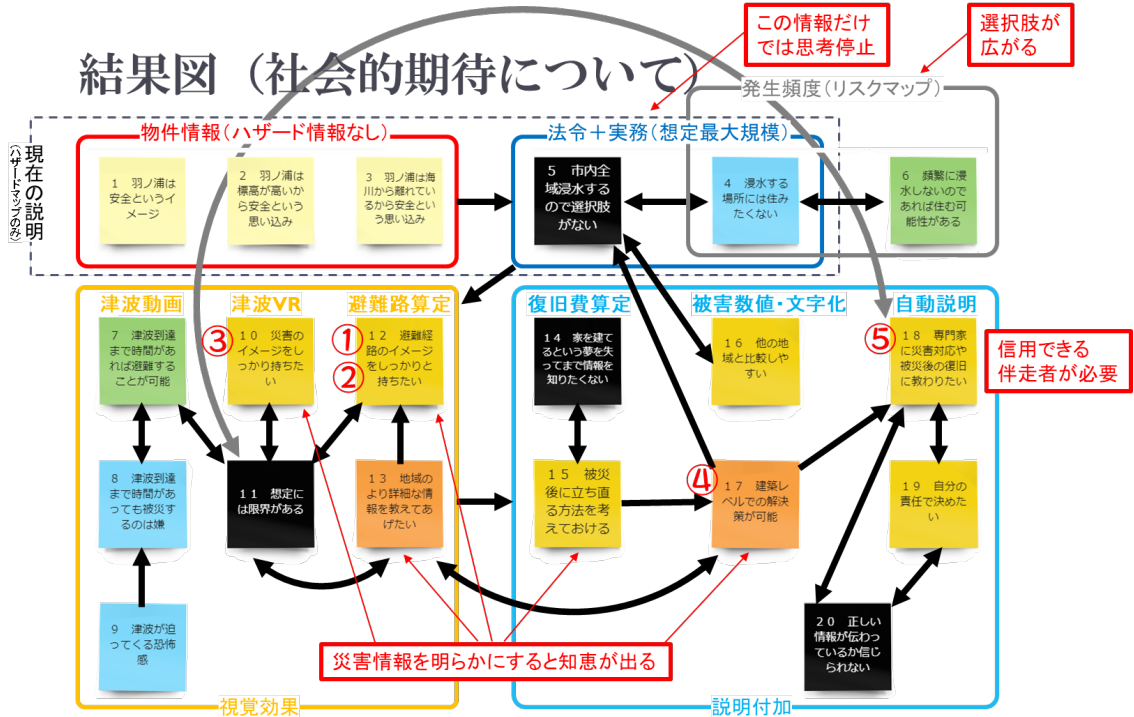 この情報だけ
では思考停止
選択肢が
広がる
結果図（社会的期待について）
発生頻度(リスクマップ)
現在の説明
(ハザードマップのみ)
物件情報(ハザード情報なし)
法令＋実務(想定最大規模)
1 羽ノ浦は
安全というイ
メージ
2 羽ノ浦は
標高が高いか
ら安全という
思い込み
3 羽ノ浦は海
川から離れてい
るから安全とい
う思い込み
5 市内全
域浸水する
ので選択肢
がない
4 浸水する
場所には住み
たくない
6 頻繁に浸
水しないので
あれば住む可
能性がある
津波動画
津波VR
避難路算定
復旧費算定
被害数値・文字化
自動説明
7 津波到達
まで時間があ
れば避難する
ことが可能
③
10 災害の
イメージをし
っかり持ちた
い
①
②
12 避難経
路のイメージ
をしっかりと
持ちたい
14 家を建て
るという夢を失
ってまで情報を
知りたくない
16 他の地
域と比較しや
すい
⑤
18 専門家
に災害対応や
被災後の復旧
に教わりたい
信用できる
伴走者が必要
8 津波到達
まで時間があ
っても被災す
るのは嫌
11 想定に
は限界がある
13 地域の
より詳細な情
報を教えてあ
げたい
15 被災
後に立ち直
る方法を考
えておける
④
17 建築レ
ベルでの解決
策が可能
19 自分の
責任で決めた
い
9 津波が迫
ってくる恐怖
感
20 正しい
情報が伝わっ
ているか信じ
られない
災害情報を明らかにすると知恵が出る
視覚効果
説明付加